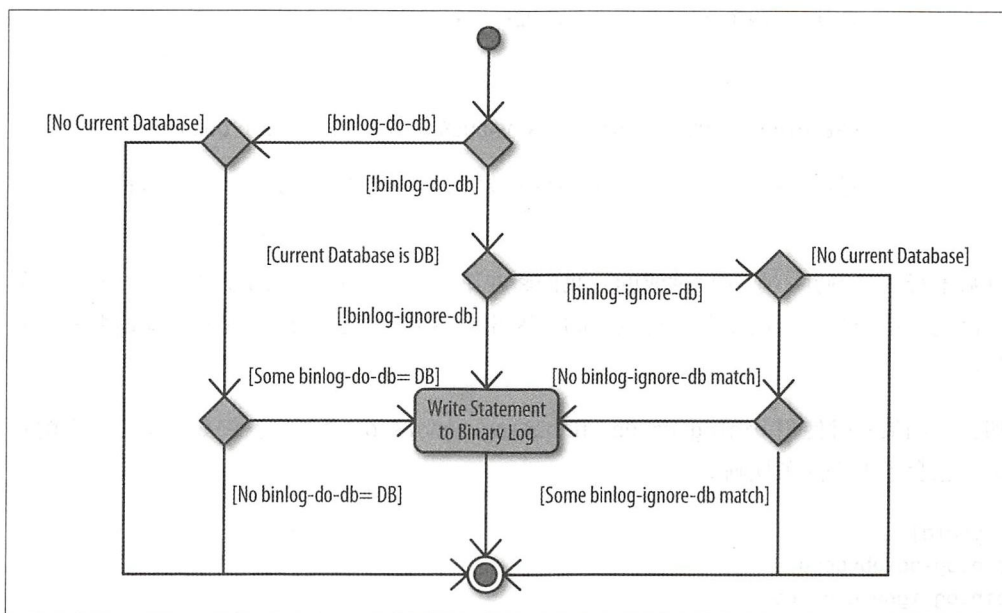 [No Current Database]
[binlog-do-db]
[!binlog-do-db]
[Current Database is DB]
[No Current Database]
[binlog-ignore-db]
[!binlog-ignore-db]
[Some binlog-do-db= DB]
[No binlog-ignore-db match]
Write Statement
to Binary Log
[No binlog-do-db= DB]
[Some binlog-ignore-db match]